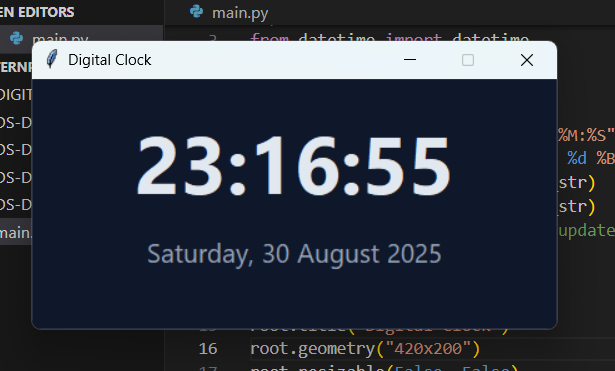 EN EDITORS
main.py
main.py
3 from datetime import datetime
Digital Clock
DIGIT
DS-D
DS-D
DS-D
DS-D
main.
%M:%S"
%d %B
str)
str)
update
23:16:55
Saturday, 30 August 2025
15 root.title("Digital Clock")
16 root.geometry("420x200")
17 root.resizable(False, False)